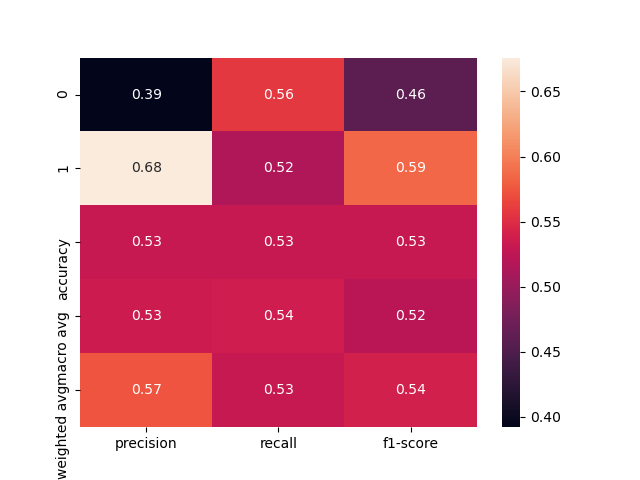 0
0.39 0.56 0.46
1
0.68 0.52 0.59
accuracy
0.53 0.53 0.53
macro avg
0.53 0.54 0.52
weighted avg
0.57 0.53 0.54
precision recall f1-score
0.65
0.60
0.55
0.50
0.45
0.40